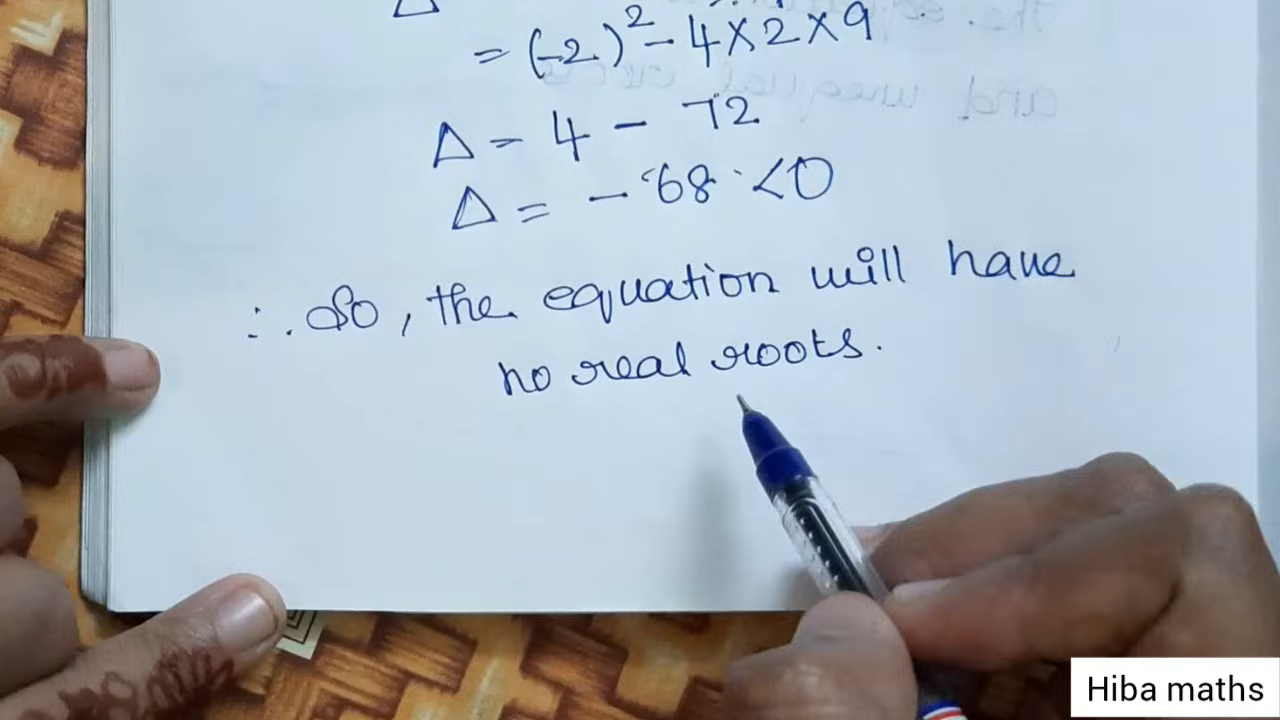 Δ
= (-2)² - 4×2×9
Δ = 4 - 72
Δ = - 68 <0
∴ So, the equation will have
no real roots.
Hiba maths